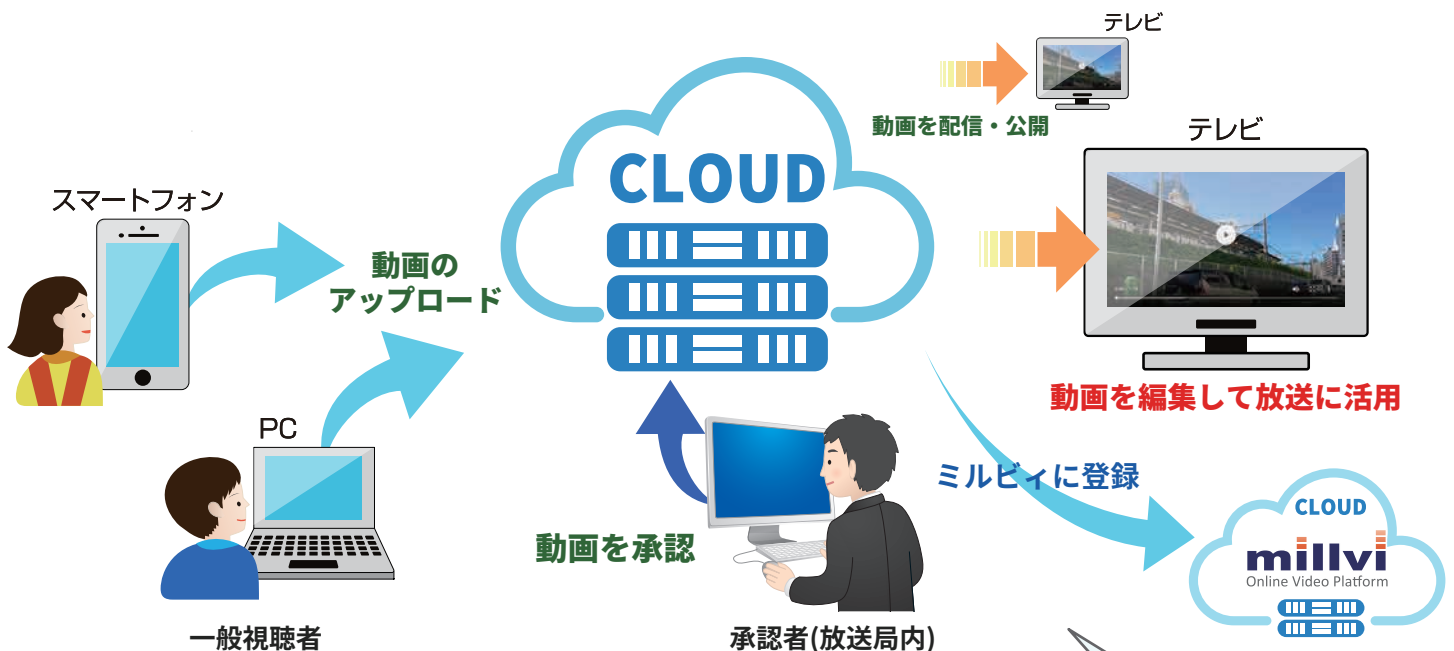 テレビ
動画を配信・公開
テレビ
CLOUD
スマートフォン
動画の
アップロード
動画を編集して放送に活用
PC
ミルビィに登録
CLOUD
millvi
Online Video Platform
動画を承認
一般視聴者
承認者(放送局内)